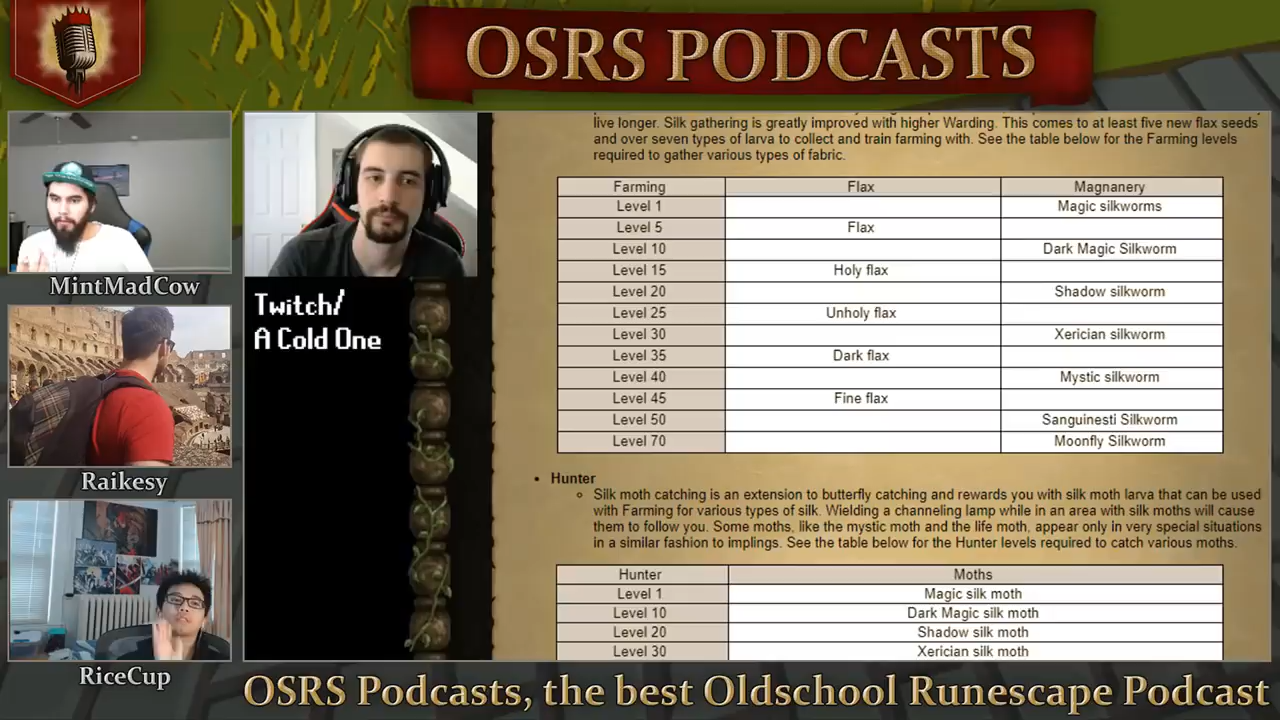 OSRS PODCASTS
MintMadCow
Raikesy
RiceCup
Twitch/
A Cold One
live longer. Silk gathering is greatly improved with higher Warding. This comes to at least five new flax seeds
and over seven types of larva to collect and train farming with. See the table below for the Farming levels
required to gather various types of fabric.
Farming Flax Magnanery
Level 1 Magic silkworms
Level 5 Flax
Level 10 Dark Magic Silkworm
Level 15 Holy flax
Level 20 Shadow silkworm
Level 25 Unholy flax
Level 30 Xerician silkworm
Level 35 Dark flax
Level 40 Mystic silkworm
Level 45 Fine flax
Level 50 Sanguinesti Silkworm
Level 70 Moonfly Silkworm
• Hunter
○ Silk moth catching is an extension to butterfly catching and rewards you with silk moth larva that can be used
with Farming for various types of silk. Wielding a channeling lamp while in an area with silk moths will cause
them to follow you. Some moths, like the mystic moth and the life moth, appear only in very special situations
in a similar fashion to implings. See the table below for the Hunter levels required to catch various moths.
Hunter Moths
Level 1 Magic silk moth
Level 10 Dark Magic silk moth
Level 20 Shadow silk moth
Level 30 Xerician silk moth
OSRS Podcasts, the best Oldschool Runescape Podcast